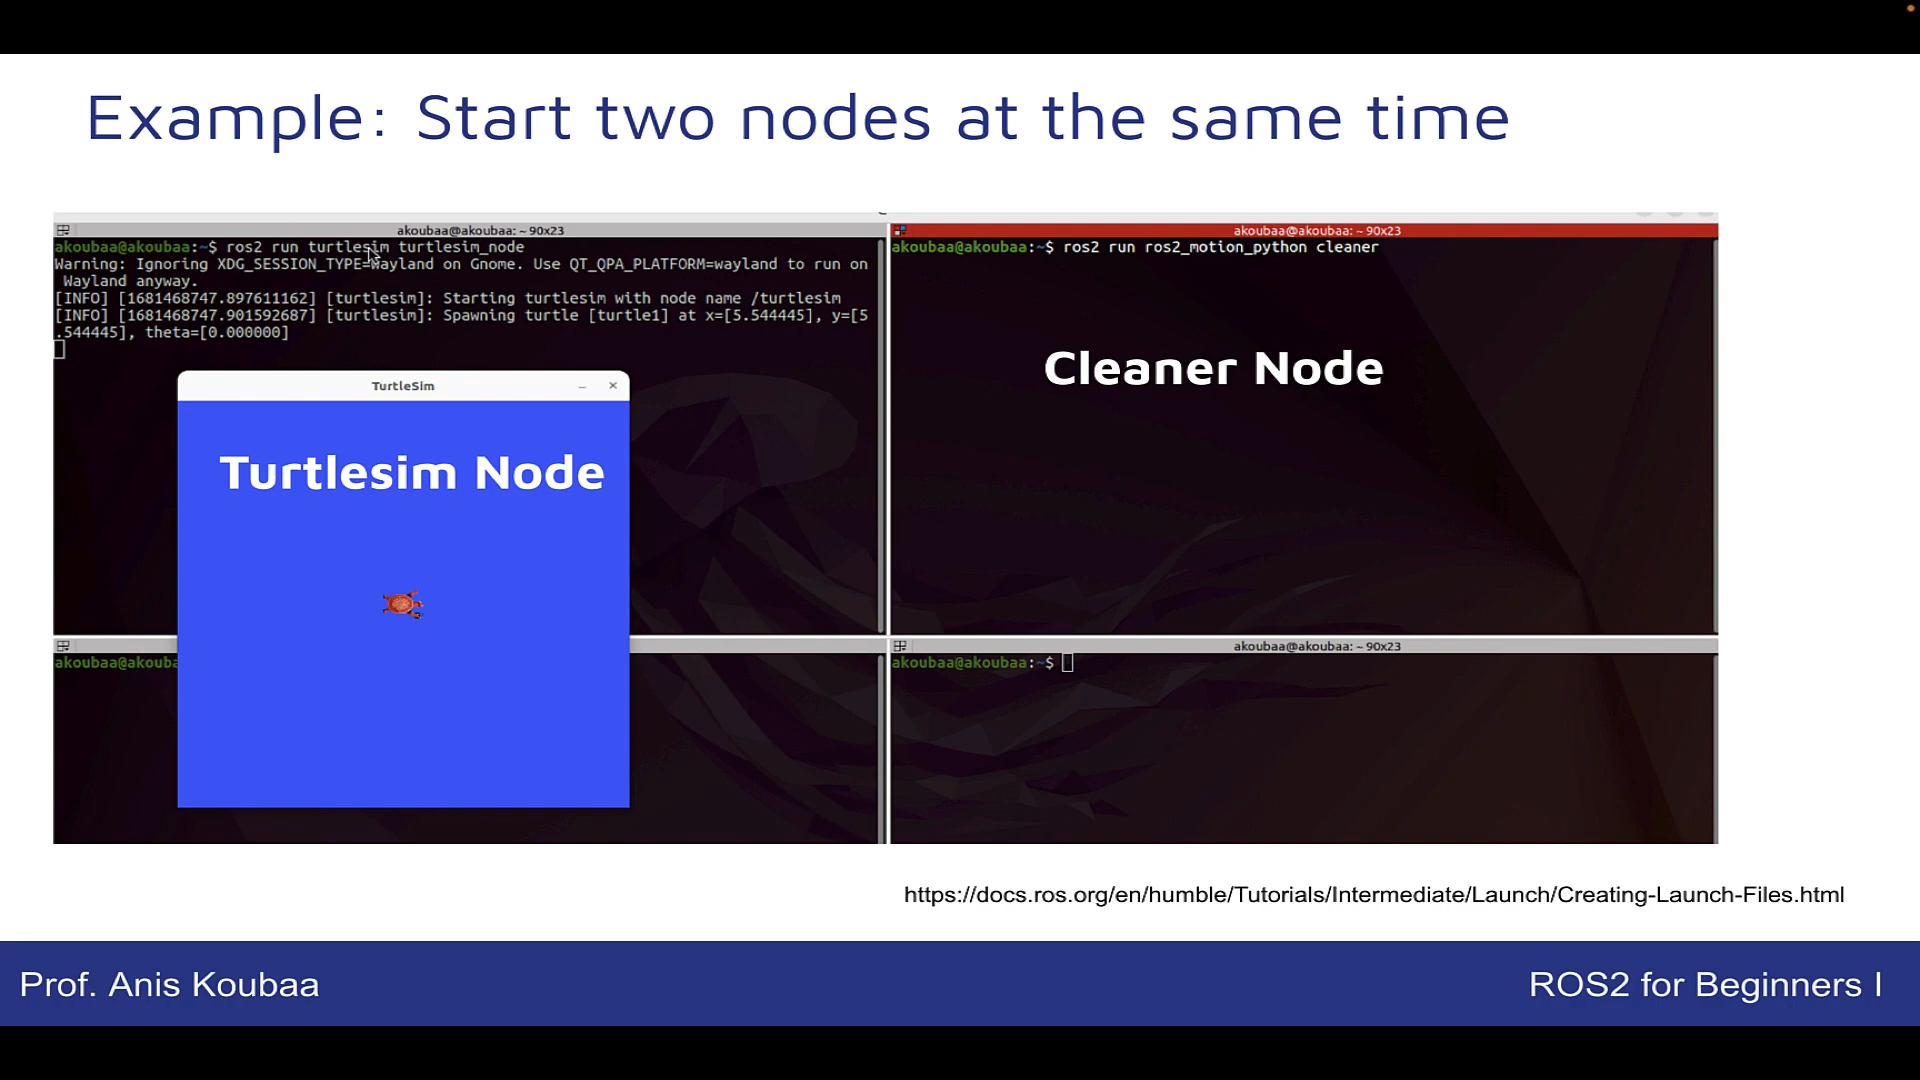 Example: Start two nodes at the same time
akoubaa@akoubaa: ~ 90x23
akoubaa@akoubaa:~$ ros2 run turtlesim turtlesim_node
Warning: Ignoring XDG_SESSION_TYPE=wayland on Gnome. Use QT_QPA_PLATFORM=wayland to run on
Wayland anyway.
[INFO] [1681468747.897611162] [turtlesim]: Starting turtlesim with node name /turtlesim
[INFO] [1681468747.901592687] [turtlesim]: Spawning turtle [turtle1] at x=[5.544445], y=[5
.544445], theta=[0.000000]
TurtleSim
Turtlesim Node
akoubaa@akouba
akoubaa@akoubaa: ~ 90x23
akoubaa@akoubaa:~$ ros2 run ros2_motion_python cleaner
Cleaner Node
akoubaa@akoubaa: ~ 90x23
akoubaa@akoubaa:~$
https://docs.ros.org/en/humble/Tutorials/Intermediate/Launch/Creating-Launch-Files.html
Prof. Anis Koubaa
ROS2 for Beginners I